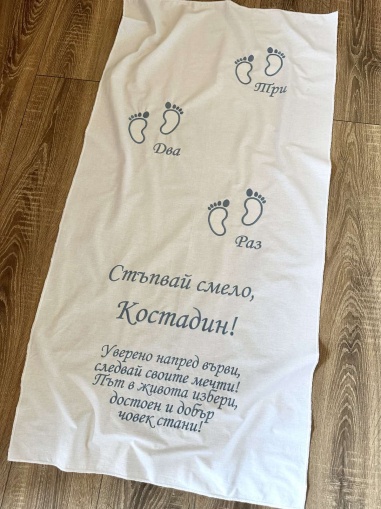 Три
Два
Раз
Стъпвай смело,
Костадин!
Уверено напред върви,
следвай своите мечти!
Път в живота избери,
достоен и добър
човек стани!